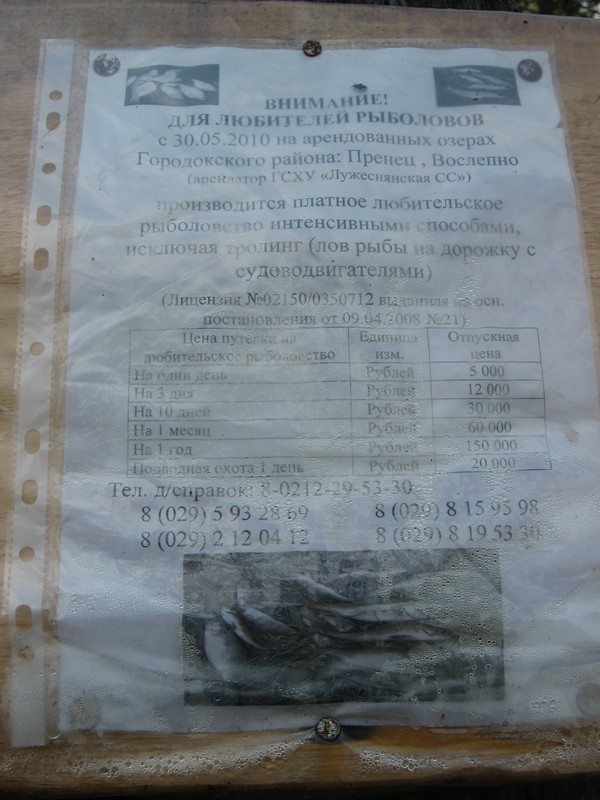 ВНИМАНИЕ!
ДЛЯ ЛЮБИТЕЛЕЙ РЫБОЛОВОВ
с 30.05.2010 на арендованных озерах
Городокского района: Пренец , Вослепно
(арендатор ГСХУ «Лужеснянская СС»)
производится платное любительское
рыболовство интенсивными способами,
исключая тролинг (лов рыбы на дорожку с
судоводвигателями)
(Лицензия №02150/0350712 выданная на осн.
постановления от 09.04.2008 №21)
Цена путевки на любительское рыболовство Единица изм. Отпускная цена
На один день Рублей 5 000
На 3 дня Рублей 12 000
На 10 дней Рублей 30 000
На 1 месяц Рублей 60 000
На 1 год Рублей 150 000
Подводная охота 1 день Рублей 20 000
Тел. д/справок: 8-0212-29-53-30
8 (029) 5 93 28 69 8 (029) 8 15 95 98
8 (029) 2 12 04 12 8 (029) 8 19 53 30